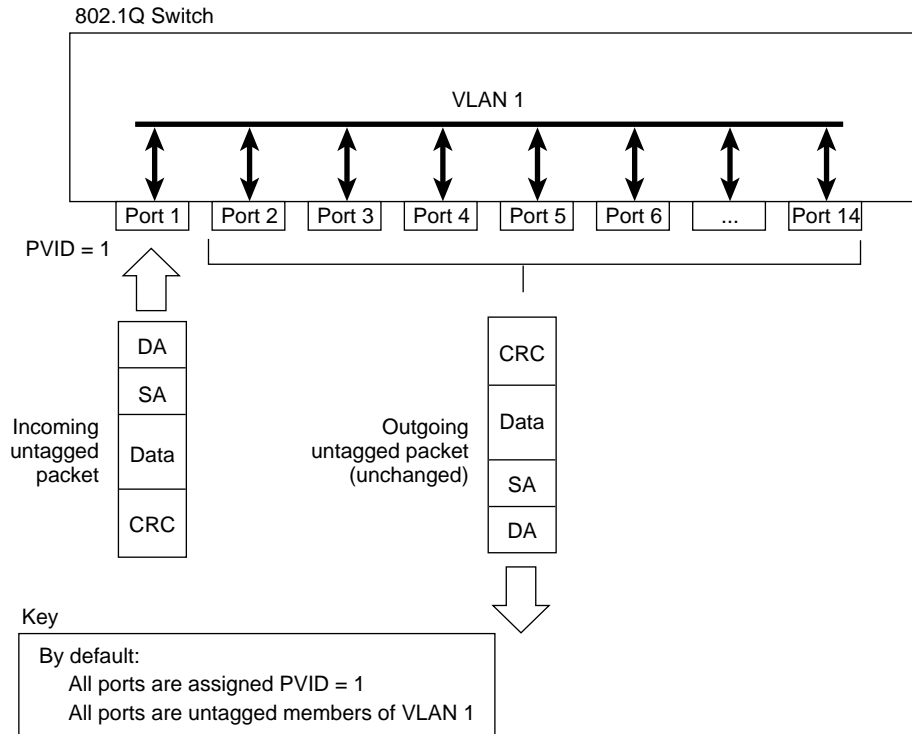 802.1Q Switch
VLAN 1
Port 1
Port 2
Port 3
Port 4
Port 5
Port 6
...
Port 14
PVID = 1
DA
SA
Data
CRC
Incoming
untagged
packet
CRC
Data
SA
DA
Outgoing
untagged packet
(unchanged)
Key
By default:
All ports are assigned PVID = 1
All ports are untagged members of VLAN 1